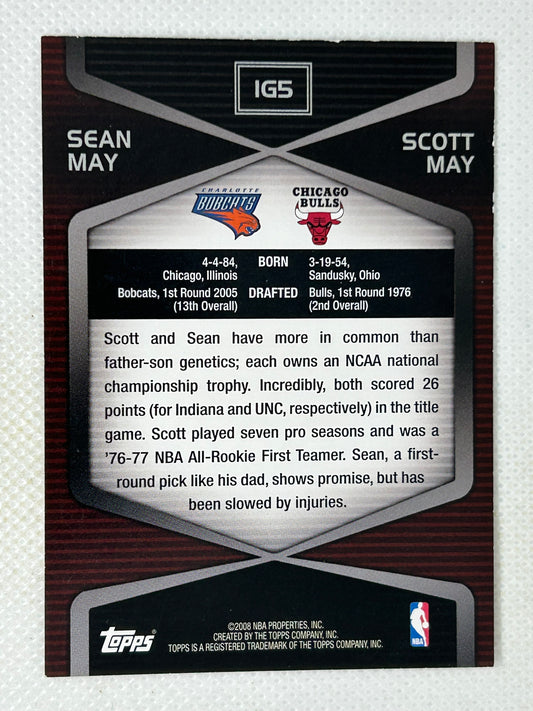 IG5
SEAN
MAY
SCOTT
MAY
CHARLOTTE
BOBCATS
CHICAGO
BULLS
4-4-84,
Chicago, Illinois
BORN
3-19-54,
Sandusky, Ohio
Bobcats, 1st Round 2005
(13th Overall)
DRAFTED
Bulls, 1st Round 1976
(2nd Overall)
Scott and Sean have more in common than
father-son genetics; each owns an NCAA national
championship trophy. Incredibly, both scored 26
points (for Indiana and UNC, respectively) in the title
game. Scott played seven pro seasons and was a
'76-77 NBA All-Rookie First Teamer. Sean, a first-
round pick like his dad, shows promise, but has
been slowed by injuries.
Topps
©2008 NBA PROPERTIES, INC.
CREATED BY THE TOPPS COMPANY, INC.
TOPPS IS A REGISTERED TRADEMARK OF THE TOPPS COMPANY, INC.
NBA